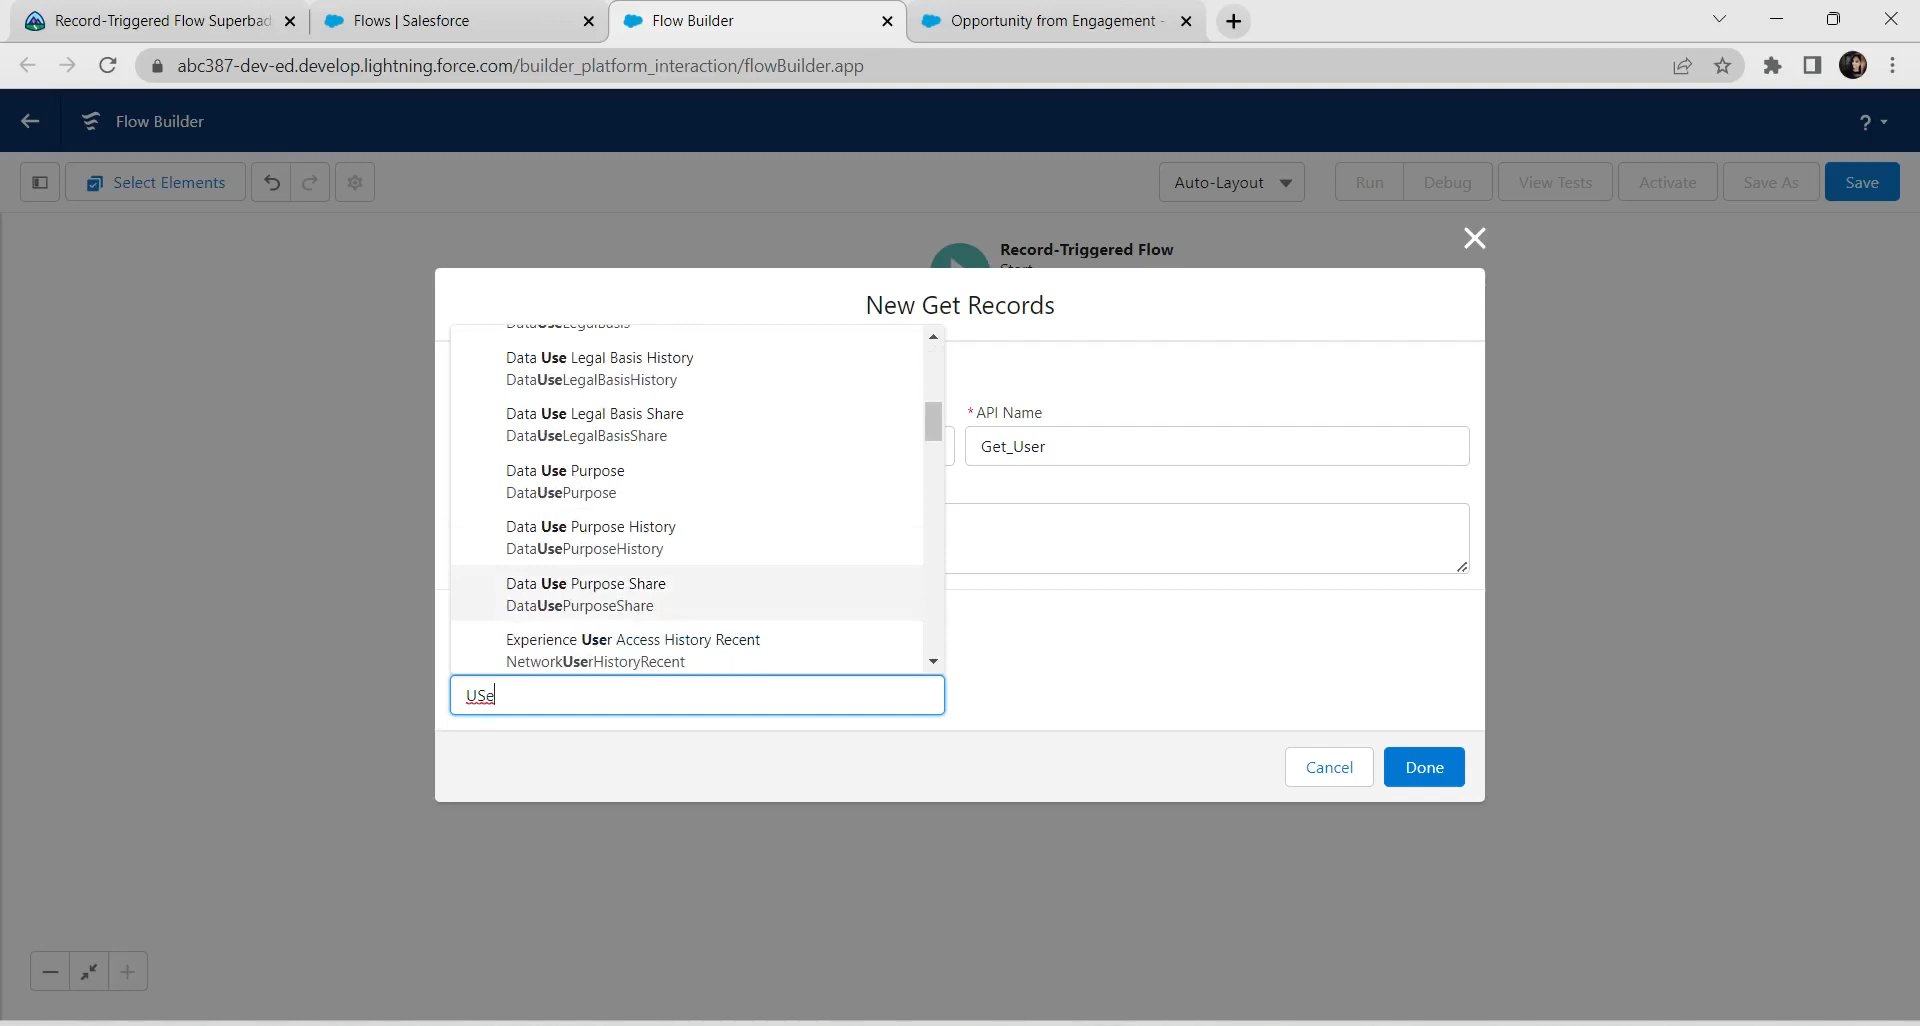 Record-Triggered Flow Superbad
Flows | Salesforce
Flow Builder
Opportunity from Engagement -
abc387-dev-ed.develop.lightning.force.com/builder_platform_interaction/flowBuilder.app
Flow Builder
?
Select Elements
Auto-Layout
Run
Debug
View Tests
Activate
Save As
Save
Record-Triggered Flow
Start
New Get Records
DataUseLegalBasis
Data Use Legal Basis History
DataUseLegalBasisHistory
Data Use Legal Basis Share
DataUseLegalBasisShare
* API Name
Get_User
Data Use Purpose
DataUsePurpose
Data Use Purpose History
DataUsePurposeHistory
Data Use Purpose Share
DataUsePurposeShare
Experience User Access History Recent
NetworkUserHistoryRecent
USe
Cancel
Done